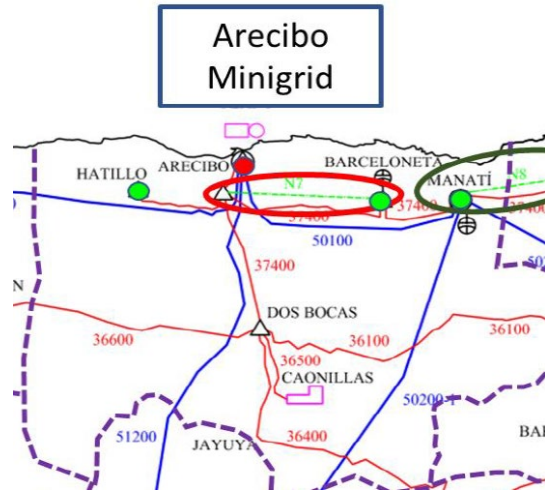 Arecibo
Minigrid
HATILLO
ARECIBO
BARCELONETA
MANATÍ
N7
N8
37400
37400
37400
50100
37400
DOS BOCAS
36600
36100
36100
36500
CAONILLAS
50200-1
51200
JAYUYA
36400